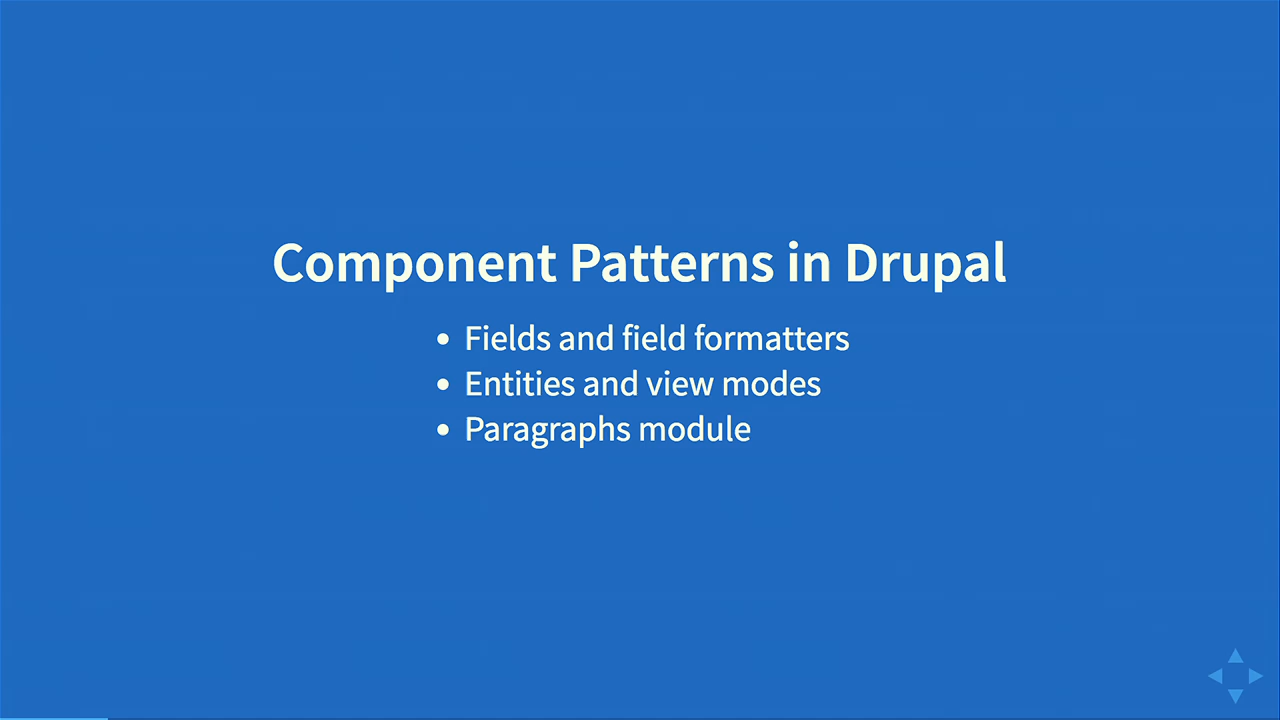 Component Patterns in Drupal
• Fields and field formatters
• Entities and view modes
• Paragraphs module